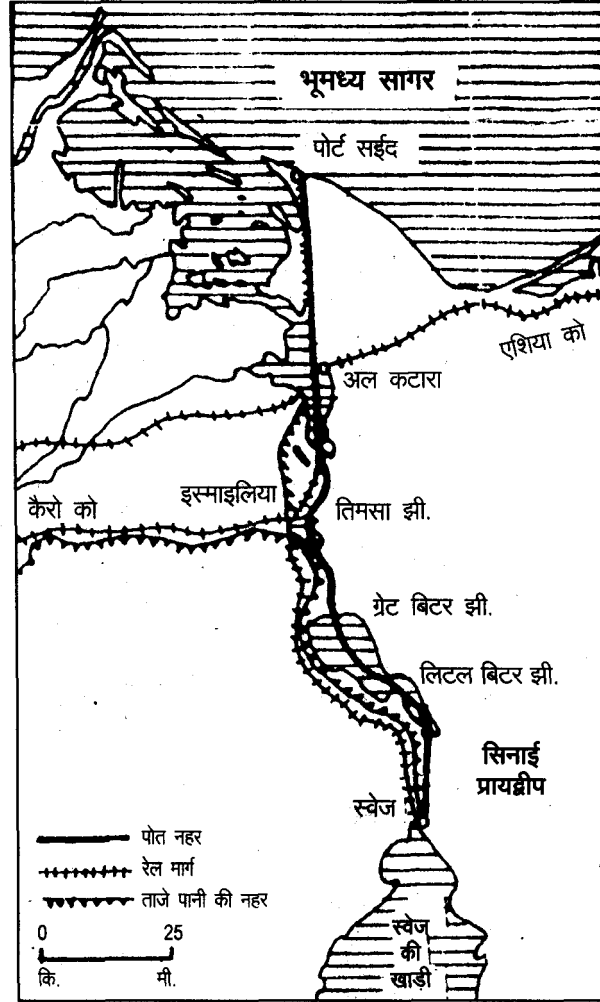 भूमध्य सागर
पोर्ट सईद
एशिया को
अल कटारा
इस्माइलिया
कैरो को
तिमसा झी.
ग्रेट बिटर झी.
लिटल बिटर झी.
सिनाई
प्रायद्वीप
स्वेज
पोत नहर
रेल मार्ग
ताजे पानी की नहर
0 25
कि. मी.
स्वेज
की
खाड़ी